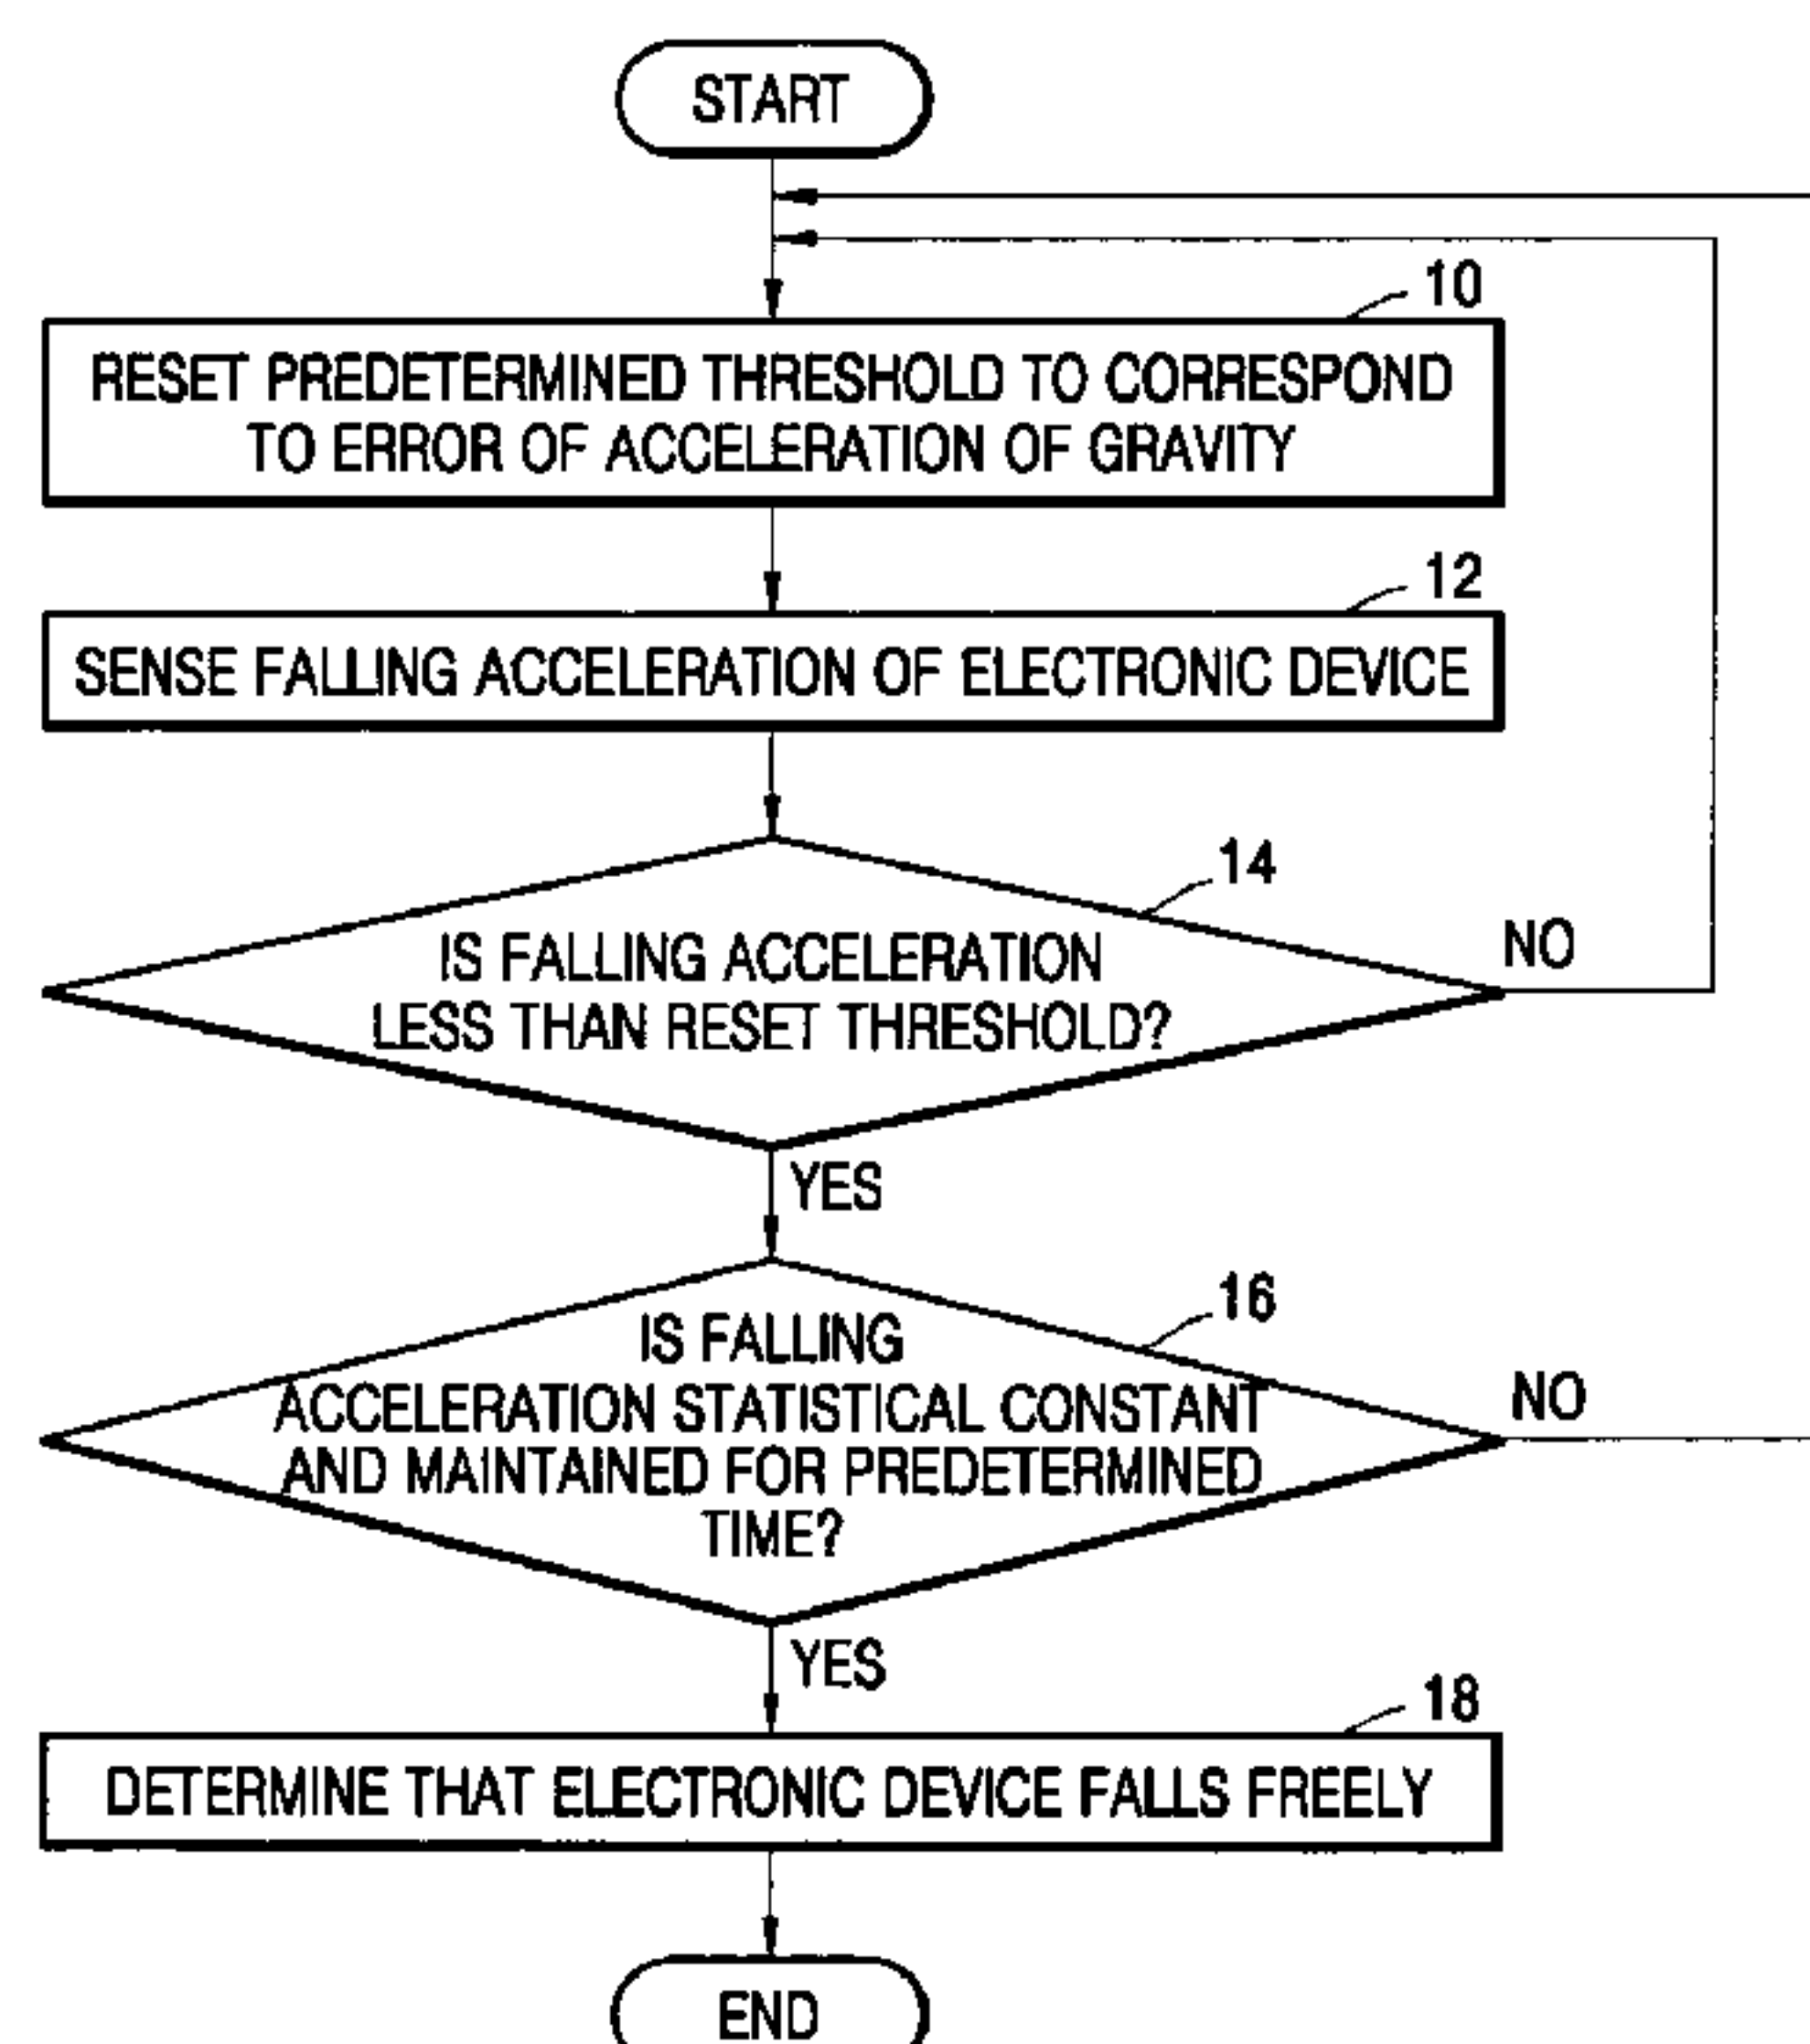 START
10
RESET PREDETERMINED THRESHOLD TO CORRESPOND
TO ERROR OF ACCELERATION OF GRAVITY
12
SENSE FALLING ACCELERATION OF ELECTRONIC DEVICE
14
IS FALLING ACCELERATION
LESS THAN RESET THRESHOLD?
NO
YES
16
IS FALLING
ACCELERATION STATISTICAL CONSTANT
AND MAINTAINED FOR PREDETERMINED
TIME?
NO
YES
18
DETERMINE THAT ELECTRONIC DEVICE FALLS FREELY
END